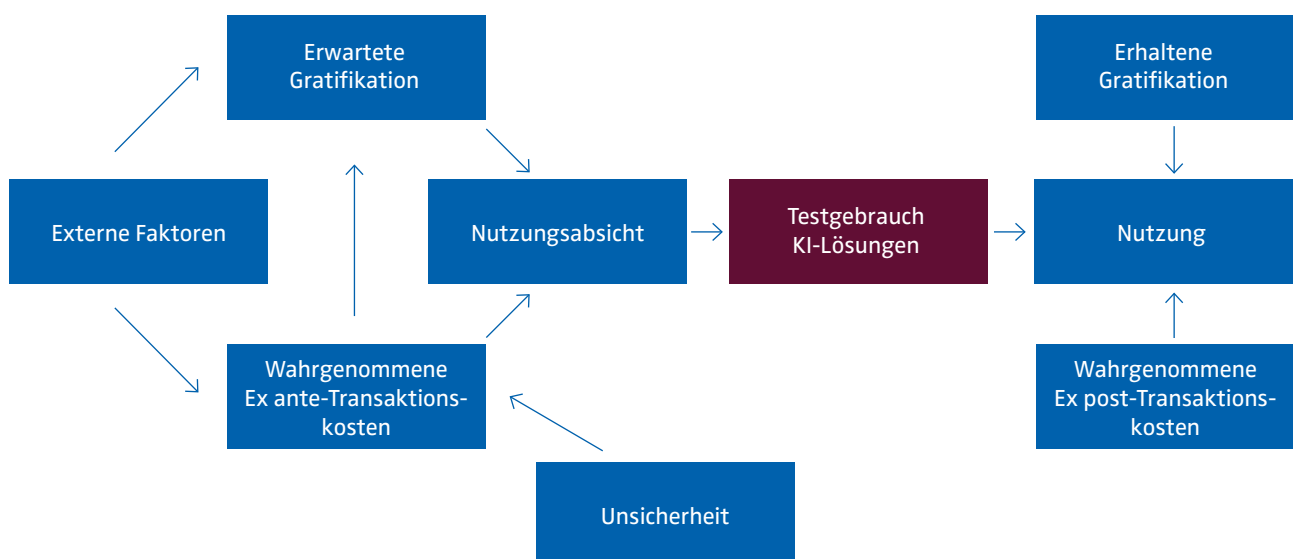 Erwartete
Gratifikation
Erhaltene
Gratifikation
Externe Faktoren
Nutzungsabsicht
Testgebrauch
KI-Lösungen
Nutzung
Wahrgenommene
Ex ante-Transaktions-
kosten
Wahrgenommene
Ex post-Transaktions-
kosten
Unsicherheit